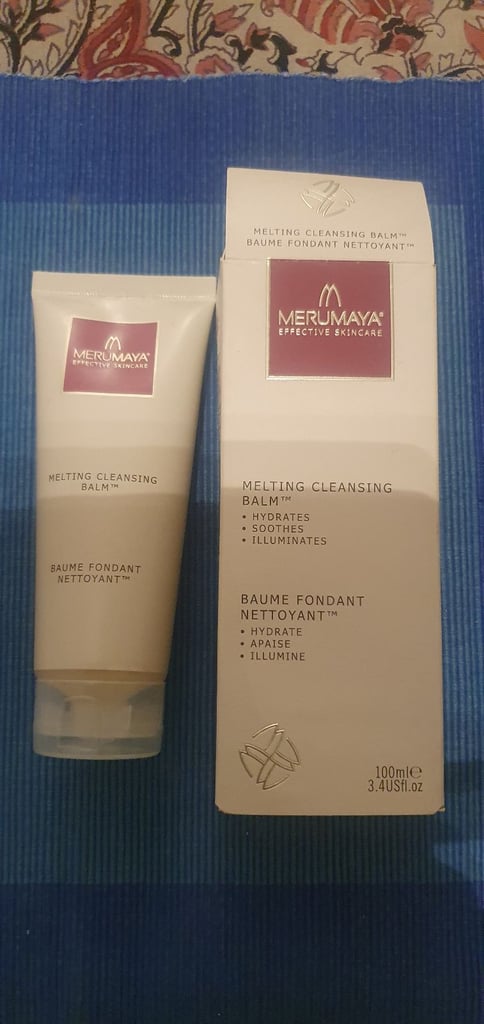 MERUMAYA®
EFFECTIVE SKINCARE
MELTING CLEANSING
BALM™
BAUME FONDANT
NETTOYANT™
MELTING CLEANSING BALM™
BAUME FONDANT NETTOYANT™
MERUMAYA®
EFFECTIVE SKINCARE
MELTING CLEANSING
BALM™
• HYDRATES
• SOOTHES
• ILLUMINATES
BAUME FONDANT
NETTOYANT™
• HYDRATE
• APAISE
• ILLUMINE
100ml℮
3.4USfl.oz